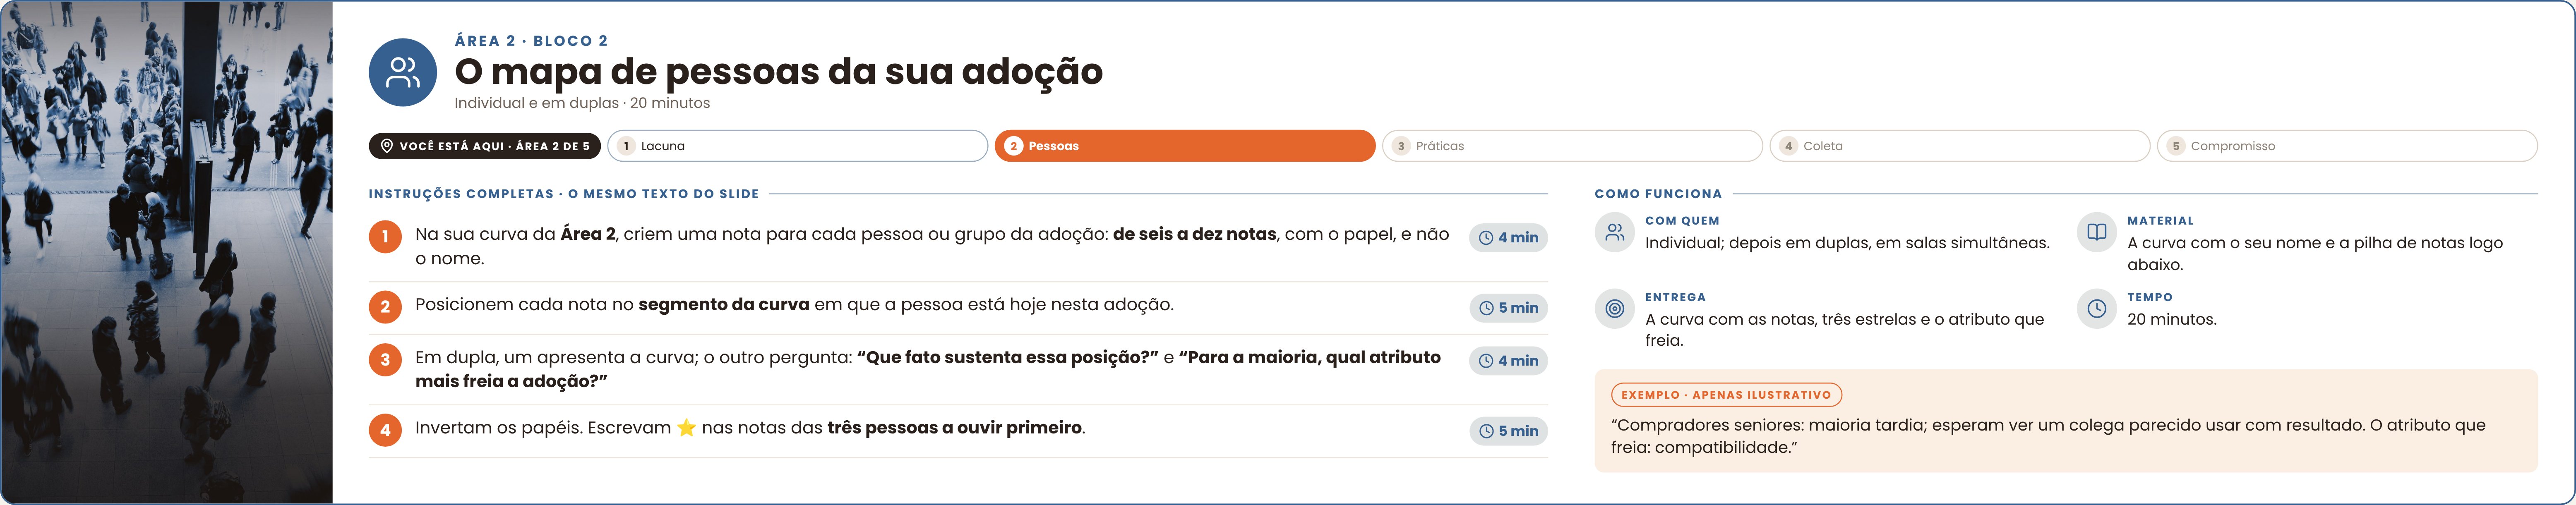 ÁREA 2 · BLOCO 2
O mapa de pessoas da sua adoção
Individual e em duplas · 20 minutos
VOCÊ ESTÁ AQUI · ÁREA 2 DE 5
1 Lacuna
2 Pessoas
3 Práticas
4 Coleta
5 Compromisso
INSTRUÇÕES COMPLETAS · O MESMO TEXTO DO SLIDE
1 Na sua curva da Área 2, criem uma nota para cada pessoa ou grupo da adoção: de seis a dez notas, com o papel, e não
o nome.
4 min
2 Posicionem cada nota no segmento da curva em que a pessoa está hoje nesta adoção.
5 min
3 Em dupla, um apresenta a curva; o outro pergunta: “Que fato sustenta essa posição?” e “Para a maioria, qual atributo
mais freia a adoção?”
4 min
4 Invertam os papéis. Escrevam ⭐ nas notas das três pessoas a ouvir primeiro.
5 min
COMO FUNCIONA
COM QUEM
Individual; depois em duplas, em salas simultâneas.
MATERIAL
A curva com o seu nome e a pilha de notas logo
abaixo.
ENTREGA
A curva com as notas, três estrelas e o atributo que
freia.
TEMPO
20 minutos.
EXEMPLO · APENAS ILUSTRATIVO
“Compradores seniores: maioria tardia; esperam ver um colega parecido usar com resultado. O atributo que
freia: compatibilidade.”